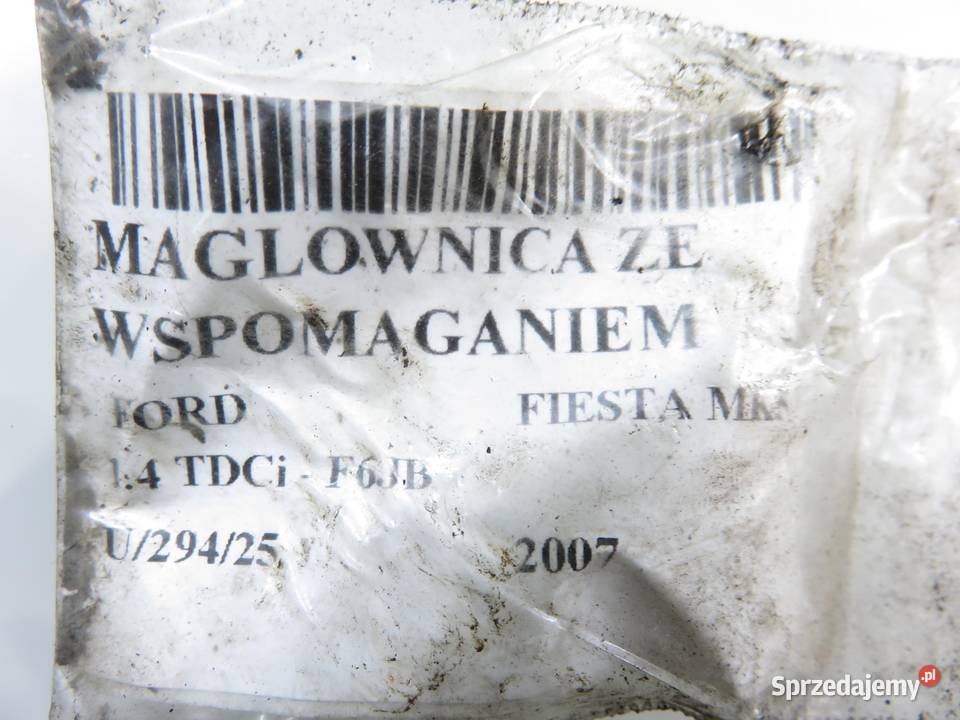 MAGLOWNICA ZE
WSPOMAGANIEM
FORD FIESTA
1.4 TDCi - F6JB
U/294/25 2007
Sprzedajemy.pl